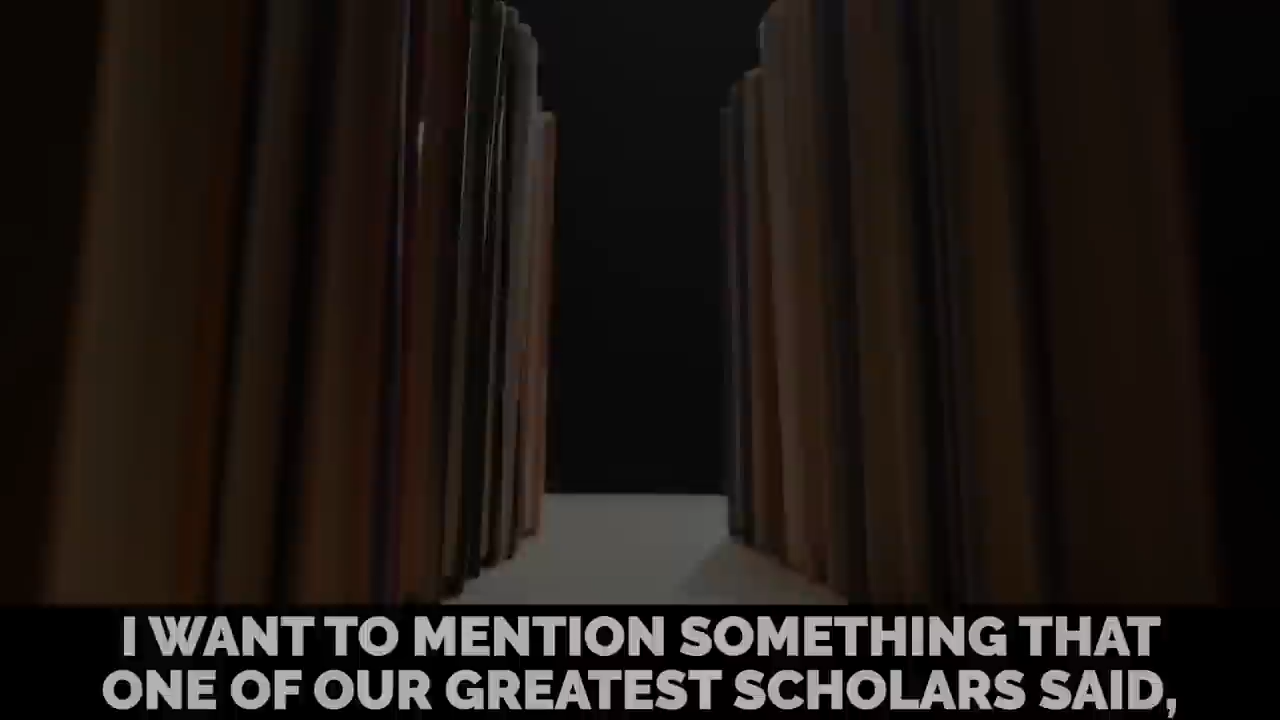 I WANT TO MENTION SOMETHING THAT
ONE OF OUR GREATEST SCHOLARS SAID,